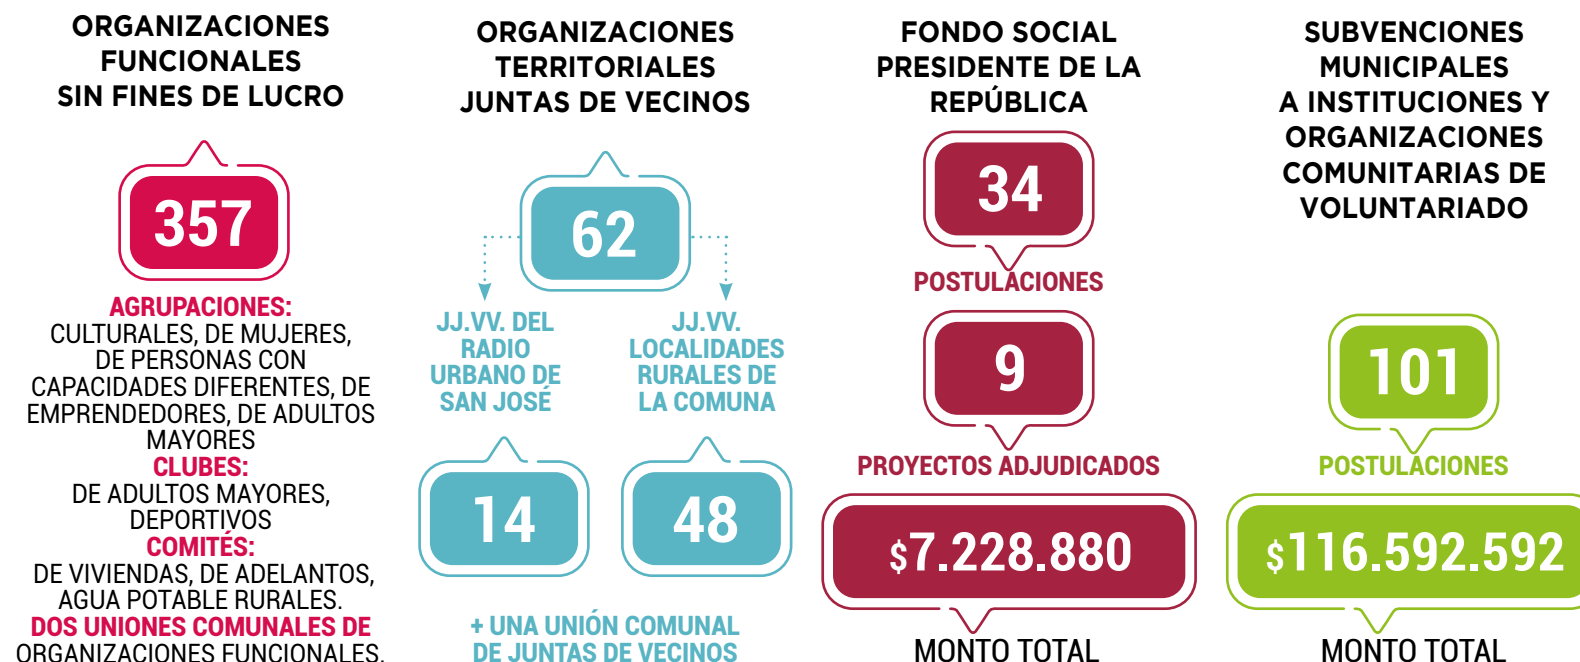 ORGANIZACIONES
FUNCIONALES
SIN FINES DE LUCRO
357
AGRUPACIONES:
CULTURALES, DE MUJERES,
DE PERSONAS CON
CAPACIDADES DIFERENTES, DE
EMPRENDEDORES, DE ADULTOS
MAYORES
CLUBES:
DE ADULTOS MAYORES,
DEPORTIVOS
COMITÉS:
DE VIVIENDAS, DE ADELANTOS,
AGUA POTABLE RURALES.
DOS UNIONES COMUNALES DE
ORGANIZACIONES FUNCIONALES.
ORGANIZACIONES
TERRITORIALES
JUNTAS DE VECINOS
62
JJ.VV. DEL
RADIO
URBANO DE
SAN JOSÉ
14
JJ.VV.
LOCALIDADES
RURALES DE
LA COMUNA
48
+ UNA UNIÓN COMUNAL
DE JUNTAS DE VECINOS
FONDO SOCIAL
PRESIDENTE DE LA
REPÚBLICA
34
POSTULACIONES
9
PROYECTOS ADJUDICADOS
$7.228.880
MONTO TOTAL
SUBVENCIONES
MUNICIPALES
A INSTITUCIONES Y
ORGANIZACIONES
COMUNITARIAS DE
VOLUNTARIADO
101
POSTULACIONES
$116.592.592
MONTO TOTAL